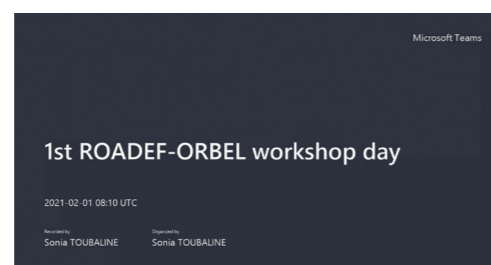 Microsoft Teams
1st ROADEF-ORBEL workshop day
2021-02-01 08:10 UTC
Recorded by Organized by
Sonia TOUBALINE Sonia TOUBALINE